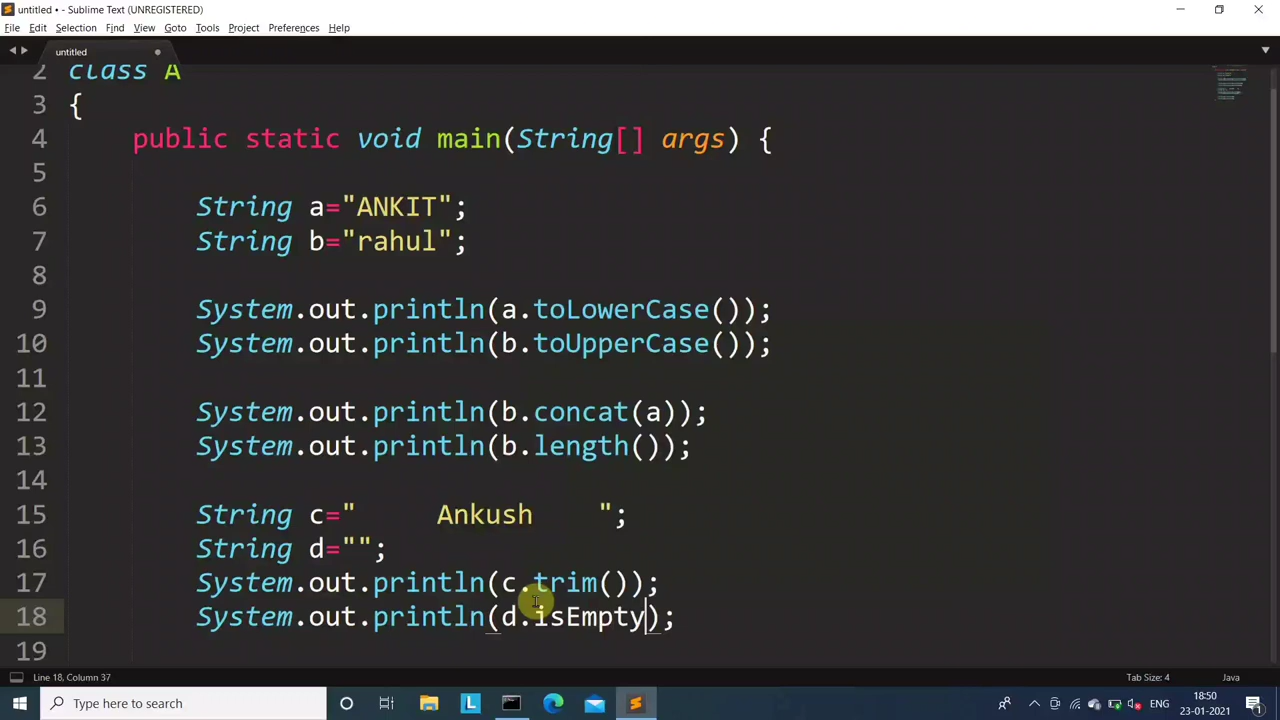 untitled • - Sublime Text (UNREGISTERED)
File Edit Selection Find View Goto Tools Project Preferences Help
untitled
2 class A
3 {
4 public static void main(String[] args) {
5
6 String a="ANKIT";
7 String b="rahul";
8
9 System.out.println(a.toLowerCase());
10 System.out.println(b.toUpperCase());
11
12 System.out.println(b.concat(a));
13 System.out.println(b.length());
14
15 String c="      Ankush    ";
16 String d="";
17 System.out.println(c.trim());
18 System.out.println(d.isEmpty);
19
Line 18, Column 37 Tab Size: 4 Java
Type here to search L ENG 18:50
23-01-2021 1